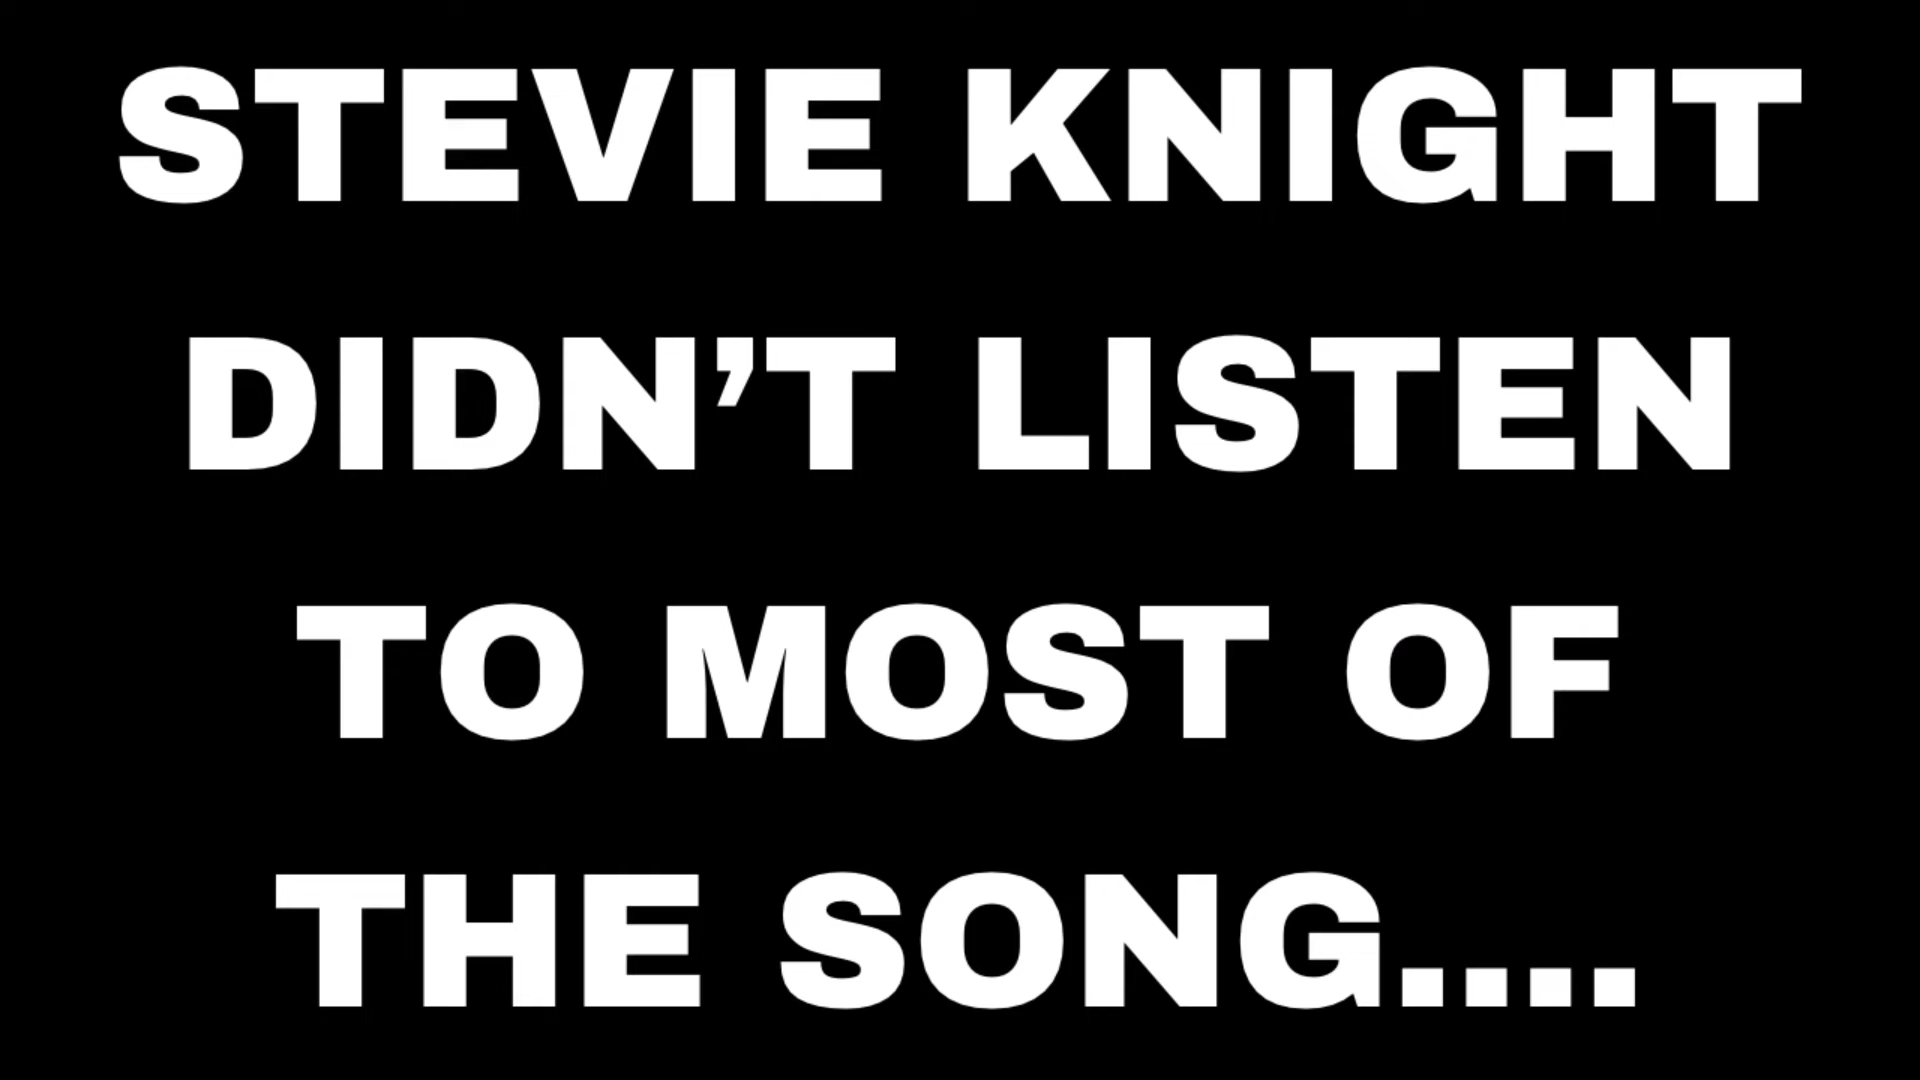 STEVIE KNIGHT
DIDN’T LISTEN
TO MOST OF
THE SONG....